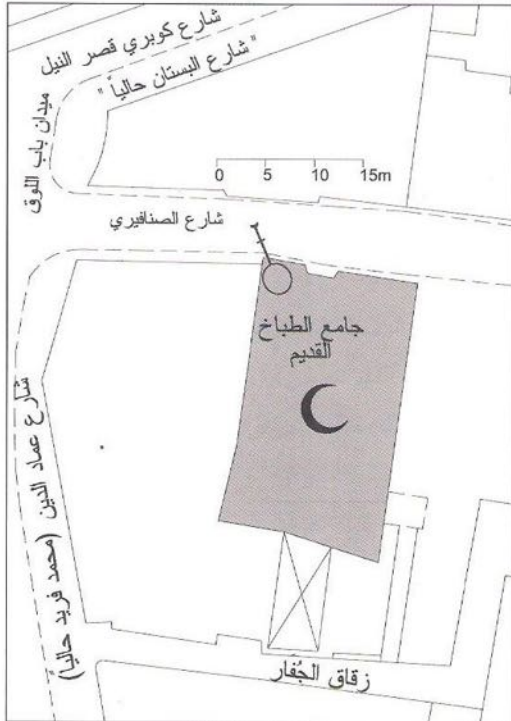 شارع كوبري قصر النيل
"شارع البستان حالياً"
ميدان باب اللوق
0 5 10 15m
شارع الصنافيري
جامع الطباخ
القديم
شارع عماد الدين (محمد فريد حالياً)
زقاق الجُفار